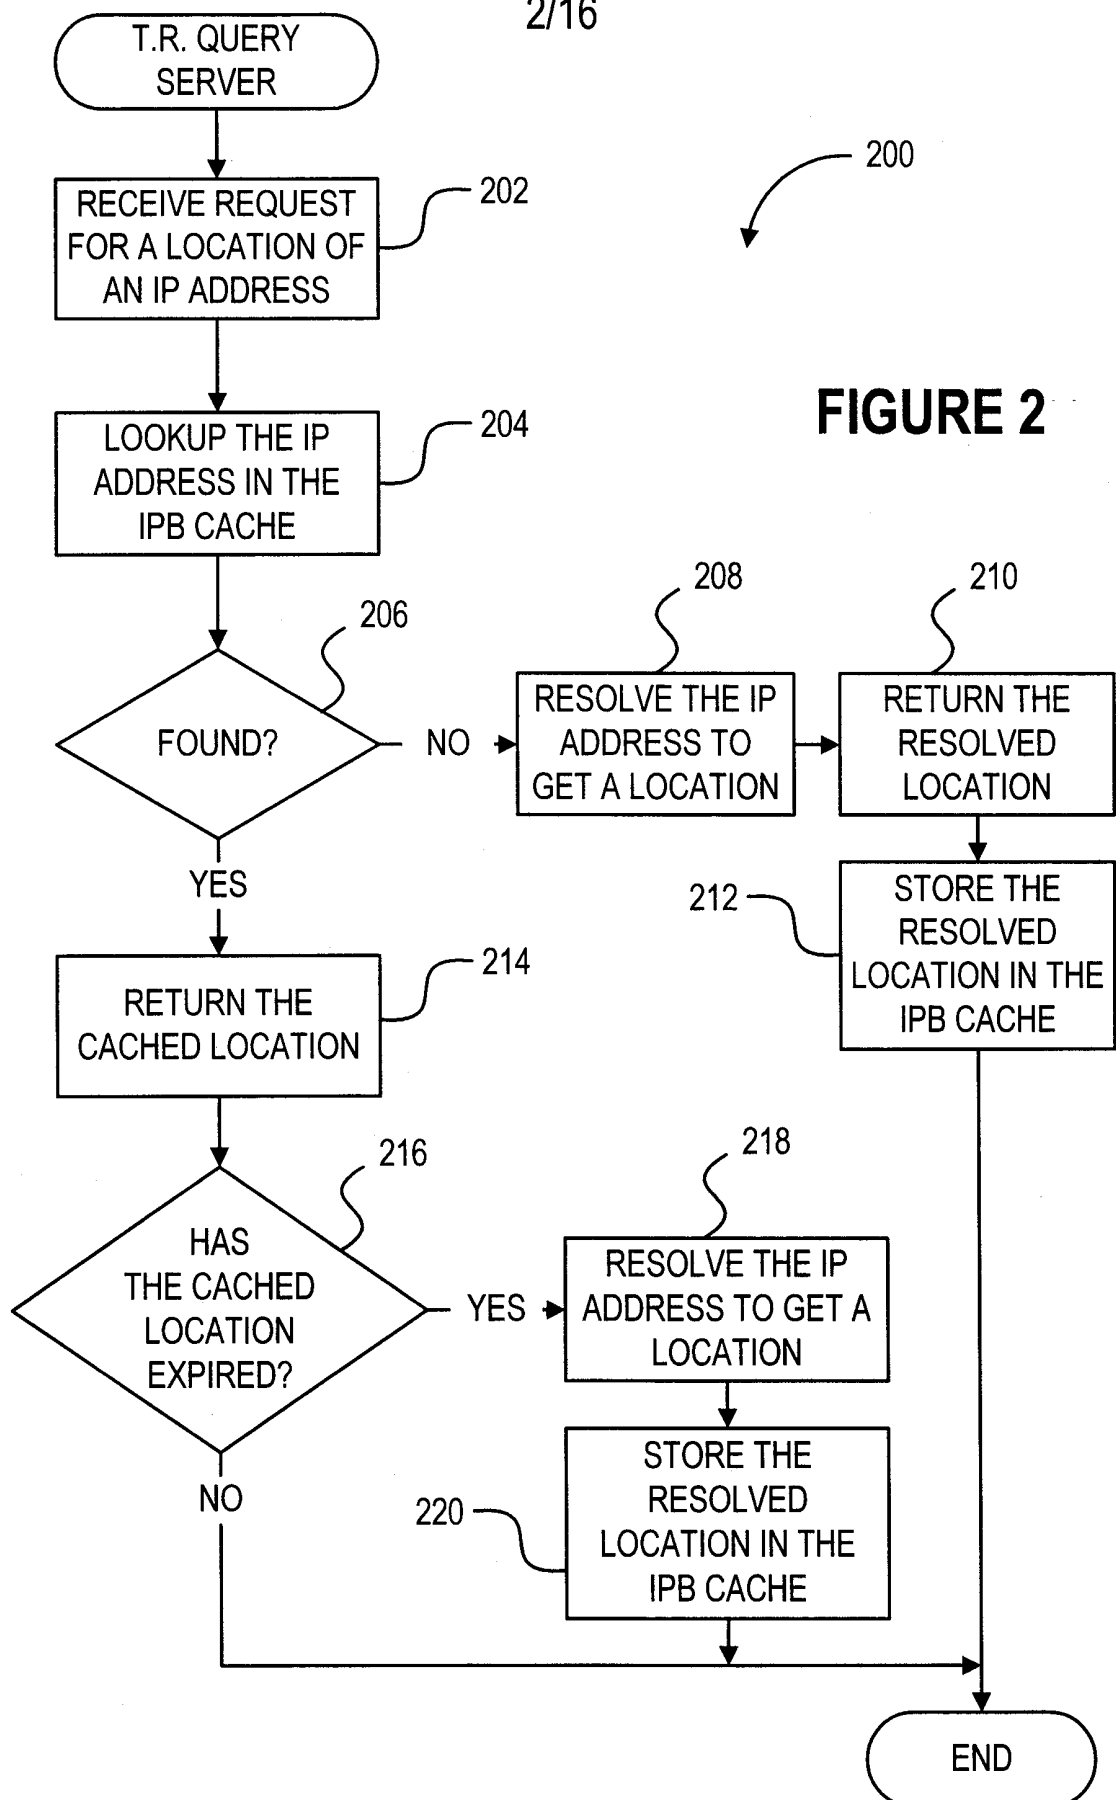 2/16
T.R. QUERY
SERVER
200
RECEIVE REQUEST
FOR A LOCATION OF
AN IP ADDRESS
202
FIGURE 2
LOOKUP THE IP
ADDRESS IN THE
IPB CACHE
204
206
FOUND?
NO
208
RESOLVE THE IP
ADDRESS TO
GET A LOCATION
210
RETURN THE
RESOLVED
LOCATION
YES
212
STORE THE
RESOLVED
LOCATION IN THE
IPB CACHE
214
RETURN THE
CACHED LOCATION
216
HAS
THE CACHED
LOCATION
EXPIRED?
YES
218
RESOLVE THE IP
ADDRESS TO GET A
LOCATION
NO
220
STORE THE
RESOLVED
LOCATION IN THE
IPB CACHE
END